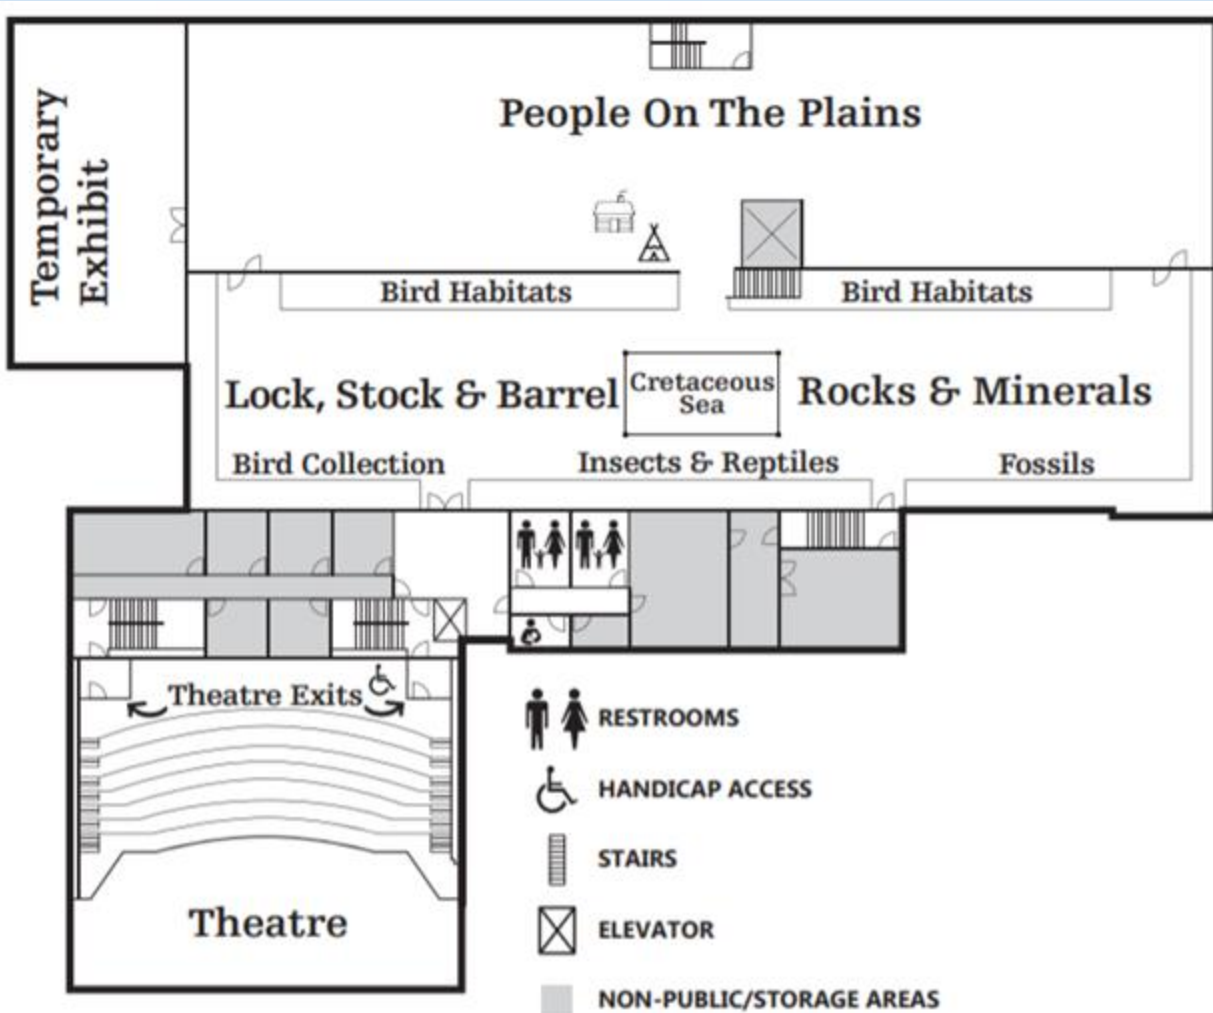 People On The Plains
Temporary
Exhibit
Bird Habitats
Bird Habitats
Lock, Stock & Barrel
Cretaceous
Sea
Rocks & Minerals
Bird Collection
Insects & Reptiles
Fossils
Theatre Exits
Theatre
RESTROOMS
HANDICAP ACCESS
STAIRS
ELEVATOR
NON-PUBLIC/STORAGE AREAS